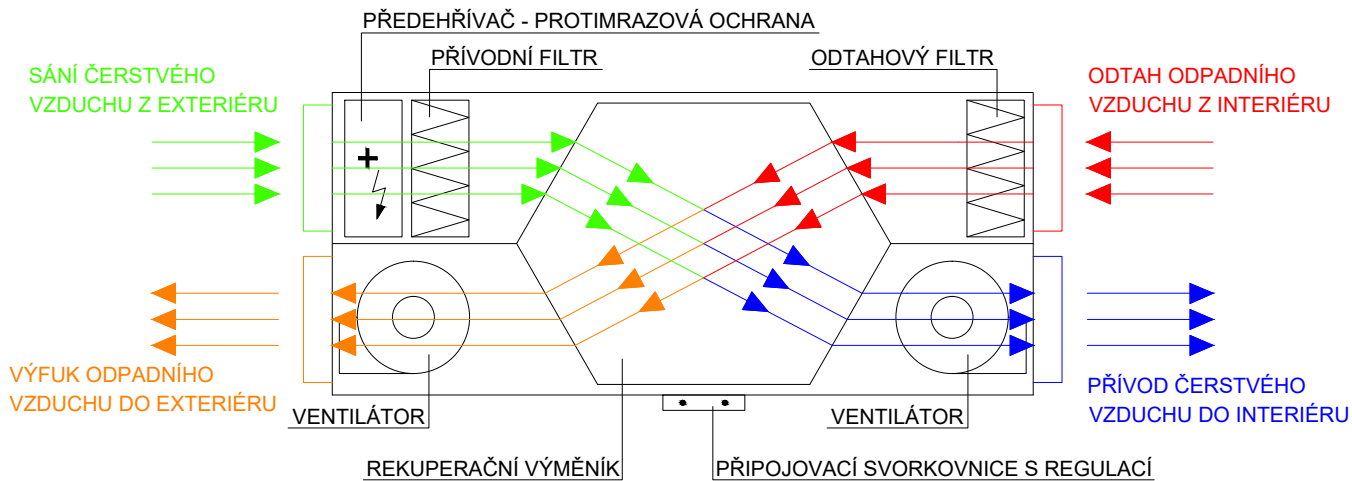 PŘEDEHŘÍVAČ - PROTIMRAZOVÁ OCHRANA
PŘÍVODNÍ FILTR
ODTAHOVÝ FILTR
SÁNÍ ČERSTVÉHO
VZDUCHU Z EXTERIÉRU
ODTAH ODPADNÍHO
VZDUCHU Z INTERIÉRU
VÝFUK ODPADNÍHO
VZDUCHU DO EXTERIÉRU
PŘÍVOD ČERSTVÉHO
VZDUCHU DO INTERIÉRU
VENTILÁTOR
VENTILÁTOR
REKUPERAČNÍ VÝMĚNÍK
PŘIPOJOVACÍ SVORKOVNICE S REGULACÍ